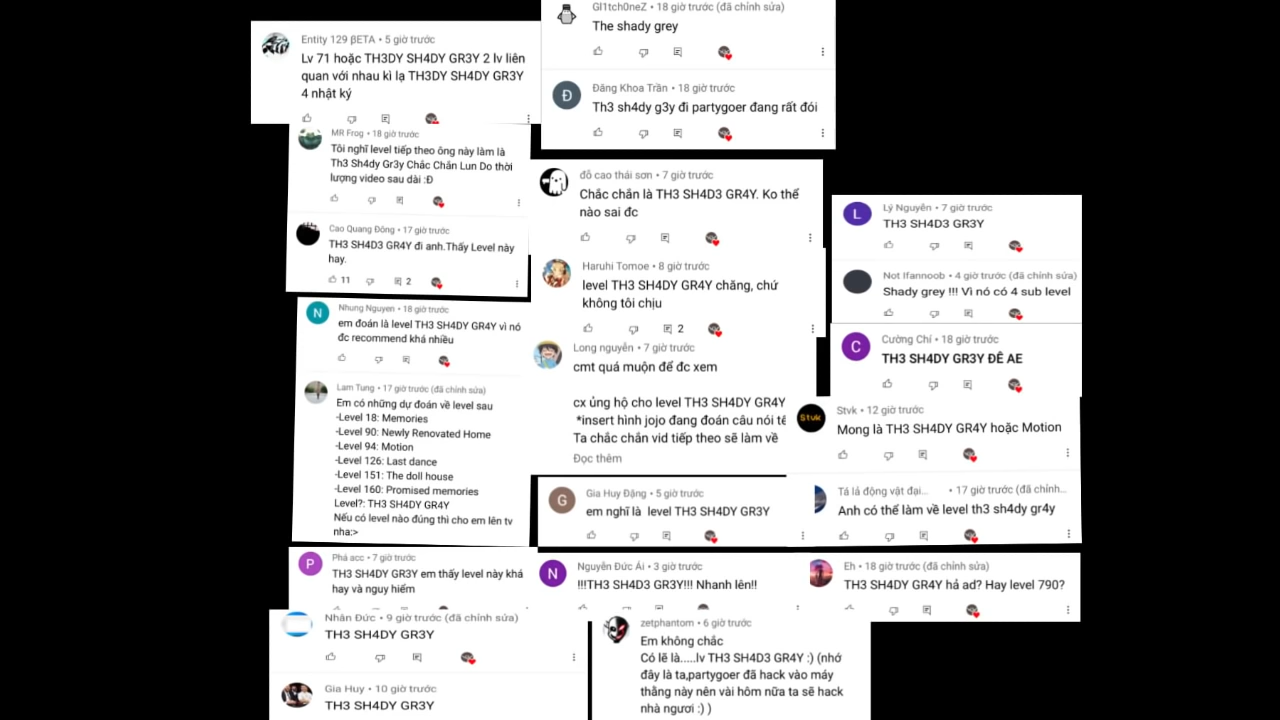 Entity 129 βETA • 5 giờ trước
Lv 71 hoặc TH3DY SH4DY GR3Y 2 lv liên
quan với nhau kì lạ TH3DY SH4DY GR3Y
4 nhật ký
MR Frog • 18 giờ trước
Tôi nghĩ level tiếp theo ông này làm là
Th3 Sh4dy Gr3y Chắc Chắn Lun Do thời
lượng video sau dài :Đ
Cao Quang Đông • 17 giờ trước
TH3 SH4D3 GR4Y đi anh.Thấy Level này
hay.
11
2
Nhung Nguyen • 18 giờ trước
em đoán là level TH3 SH4DY GR4Y vì nó
đc recommend khá nhiều
Lam Tung • 17 giờ trước (đã chỉnh sửa)
Em có những dự đoán về level sau
-Level 18: Memories
-Level 90: Newly Renovated Home
-Level 94: Motion
-Level 126: Last dance
-Level 151: The doll house
-Level 160: Promised memories
Level?: TH3 SH4DY GR4Y
Nếu có level nào đúng thì cho em lên tv
nha;>
P
Phá acc • 7 giờ trước
TH3 SH4DY GR3Y em thấy level này khá
hay và nguy hiểm
Nhân Đức • 9 giờ trước (đã chỉnh sửa)
TH3 SH4DY GR3Y
Gia Huy • 10 giờ trước
TH3 SH4DY GR3Y
Gl1tch0neZ • 18 giờ trước (đã chỉnh sửa)
The shady grey
Đ
Đăng Khoa Trần • 18 giờ trước
Th3 sh4dy g3y đi partygoer đang rất đói
đỗ cao thái sơn • 7 giờ trước
Chắc chắn là TH3 SH4D3 GR4Y. Ko thể
nào sai đc
Haruhi Tomoe • 8 giờ trước
level TH3 SH4DY GR4Y chăng, chứ
không tôi chịu
2
Long nguyễn • 7 giờ trước
cmt quá muộn để đc xem
cx ủng hộ cho level TH3 SH4DY GR4Y
*insert hình jojo đang đoán câu nói tê
Ta chắc chắn vid tiếp theo sẽ làm về
Đọc thêm
G
Gia Huy Đặng • 5 giờ trước
em nghĩ là level TH3 SH4DY GR3Y
N
Nguyễn Đức Ái • 3 giờ trước
!!!TH3 SH4D3 GR3Y!!! Nhanh lên!!
zetphantom • 6 giờ trước
Em không chắc
Có lẽ là.....lv TH3 SH4D3 GR4Y :) (nhớ
đây là ta,partygoer đã hack vào máy
thằng này nên vài hôm nữa ta sẽ hack
nhà ngươi :) )
L
Lý Nguyên • 7 giờ trước
TH3 SH4D3 GR3Y
Not Ifannoob • 4 giờ trước (đã chỉnh sửa)
Shady grey !!! Vì nó có 4 sub level
C
Cường Chí • 18 giờ trước
TH3 SH4DY GR3Y ĐÊ AE
Stvk
Stvk • 12 giờ trước
Mong là TH3 SH4DY GR4Y hoặc Motion
Tá lả động vật đại... • 17 giờ trước (đã chỉnh...
Anh có thể làm về level th3 sh4dy gr4y
Eh • 18 giờ trước (đã chỉnh sửa)
TH3 SH4DY GR4Y hả ad? Hay level 790?